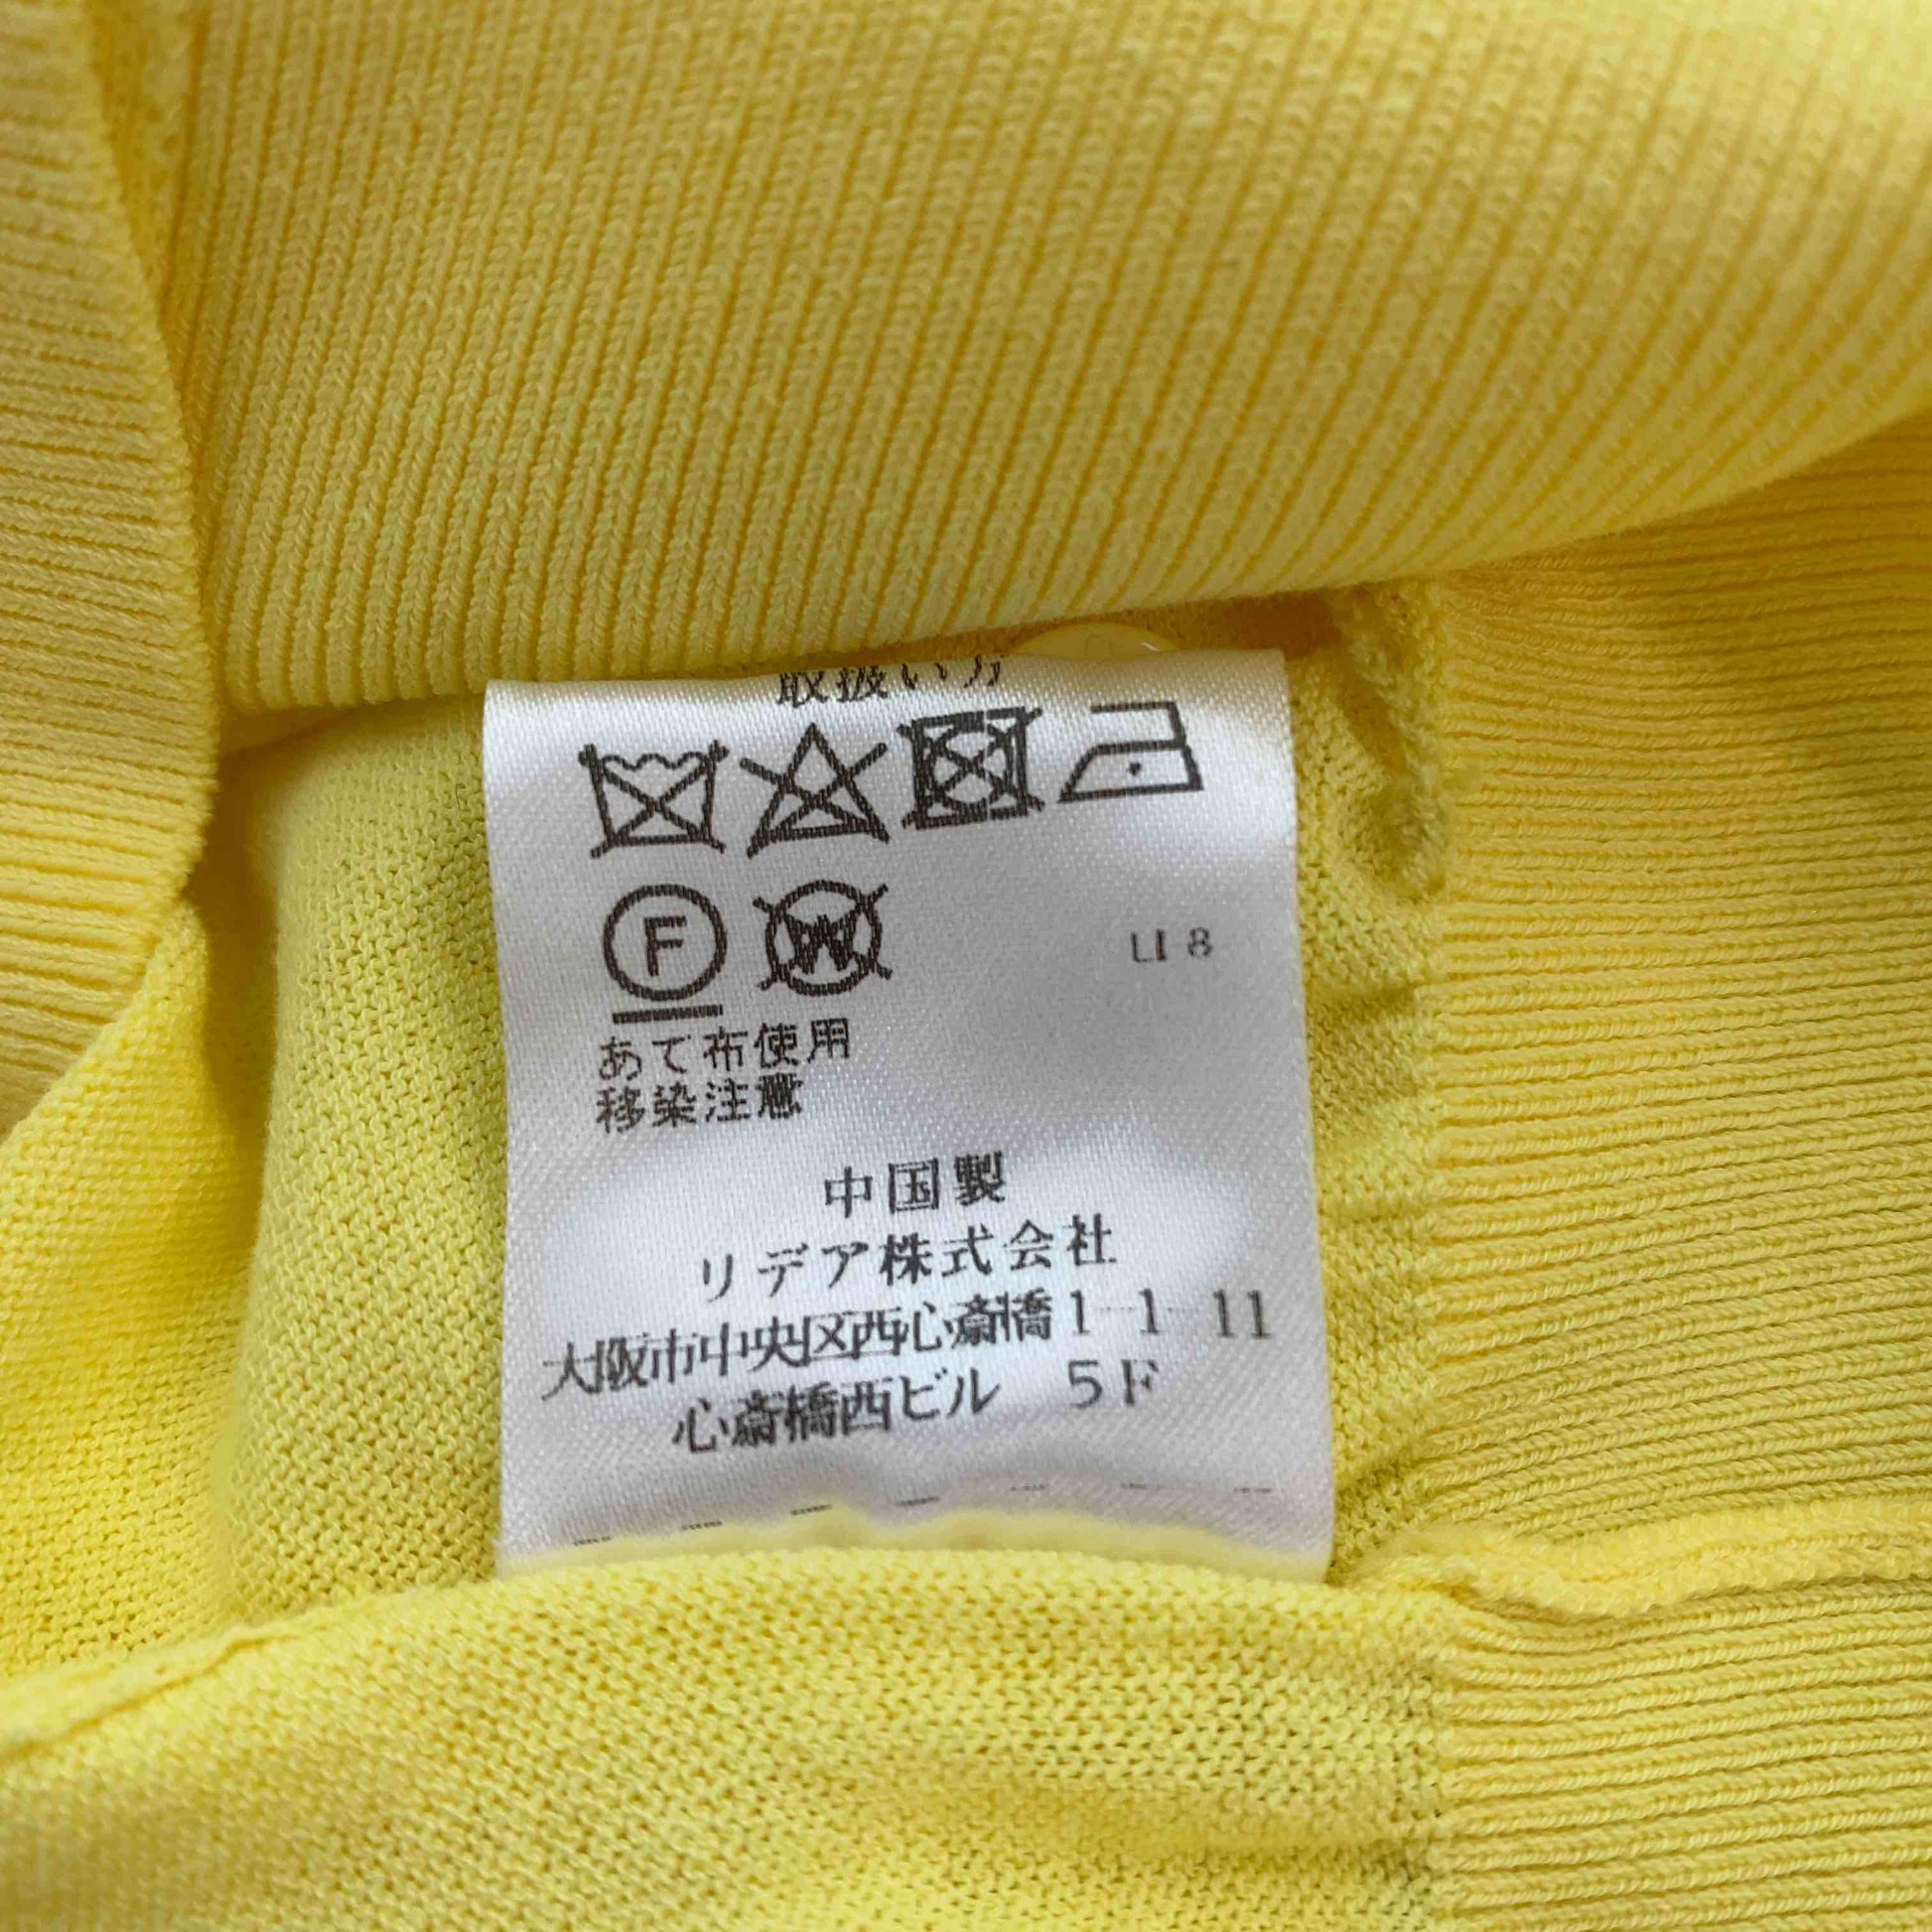 取扱い方
F W
LI 8
あて布使用
移染注意
中国製
リデア株式会社
大阪市中央区西心斎橋1-1-11
心斎橋西ビル 5F